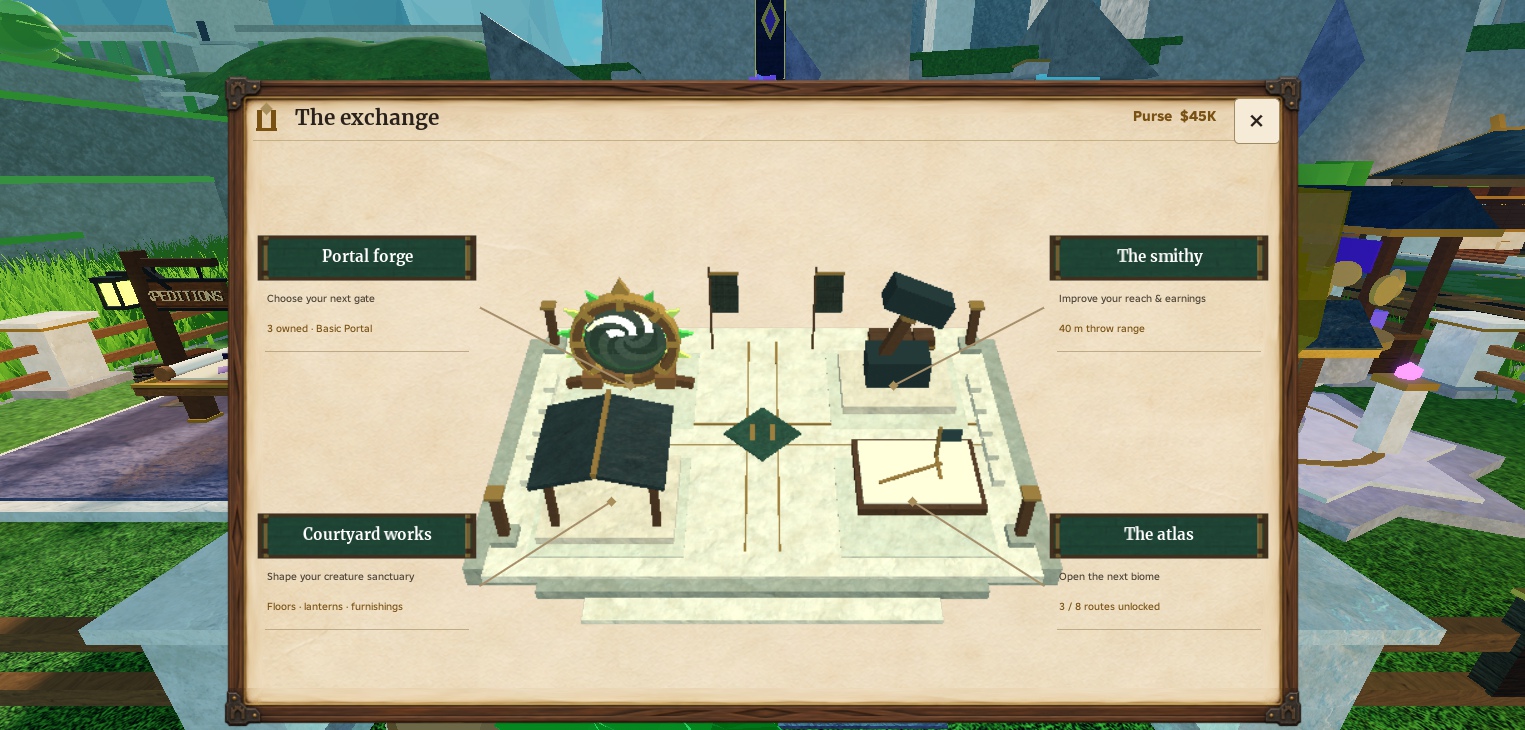 The exchange
Purse $45K
×
Portal forge
Choose your next gate
3 owned · Basic Portal
The smithy
Improve your reach & earnings
40 m throw range
EXPEDITIONS
Courtyard works
Shape your creature sanctuary
Floors · lanterns · furnishings
The atlas
Open the next biome
3 / 8 routes unlocked